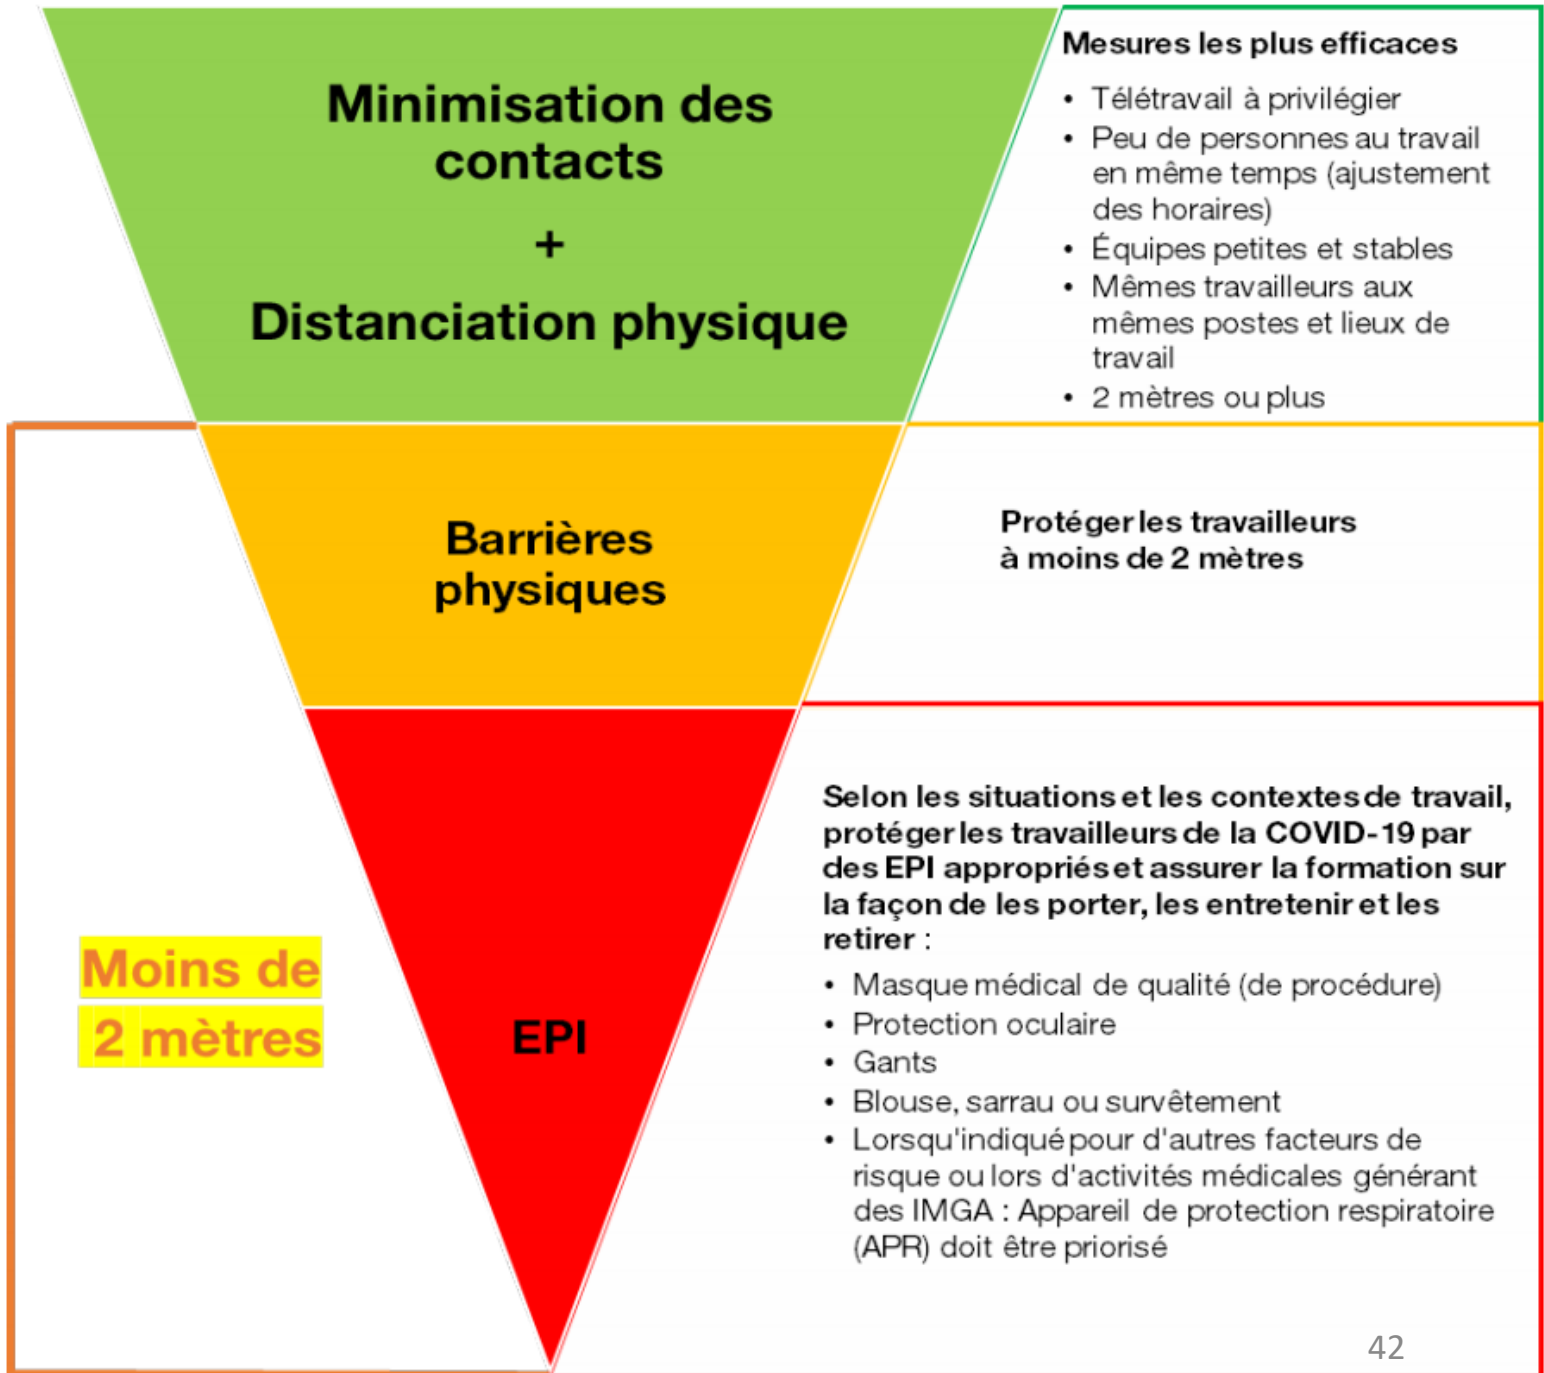 Minimisation des
contacts
+
Distanciation physique
Mesures les plus efficaces
• Télétravail à privilégier
• Peu de personnes au travail
en même temps (ajustement
des horaires)
• Équipes petites et stables
• Mêmes travailleurs aux
mêmes postes et lieux de
travail
• 2 mètres ou plus
Barrières
physiques
Protéger les travailleurs
à moins de 2 mètres
Moins de
2 mètres
EPI
Selon les situations et les contextes de travail,
protéger les travailleurs de la COVID-19 par
des EPI appropriés et assurer la formation sur
la façon de les porter, les entretenir et les
retirer :
• Masque médical de qualité (de procédure)
• Protection oculaire
• Gants
• Blouse, sarrau ou survêtement
• Lorsqu'indiqué pour d'autres facteurs de
risque ou lors d'activités médicales générant
des IMGA : Appareil de protection respiratoire
(APR) doit être priorisé
42